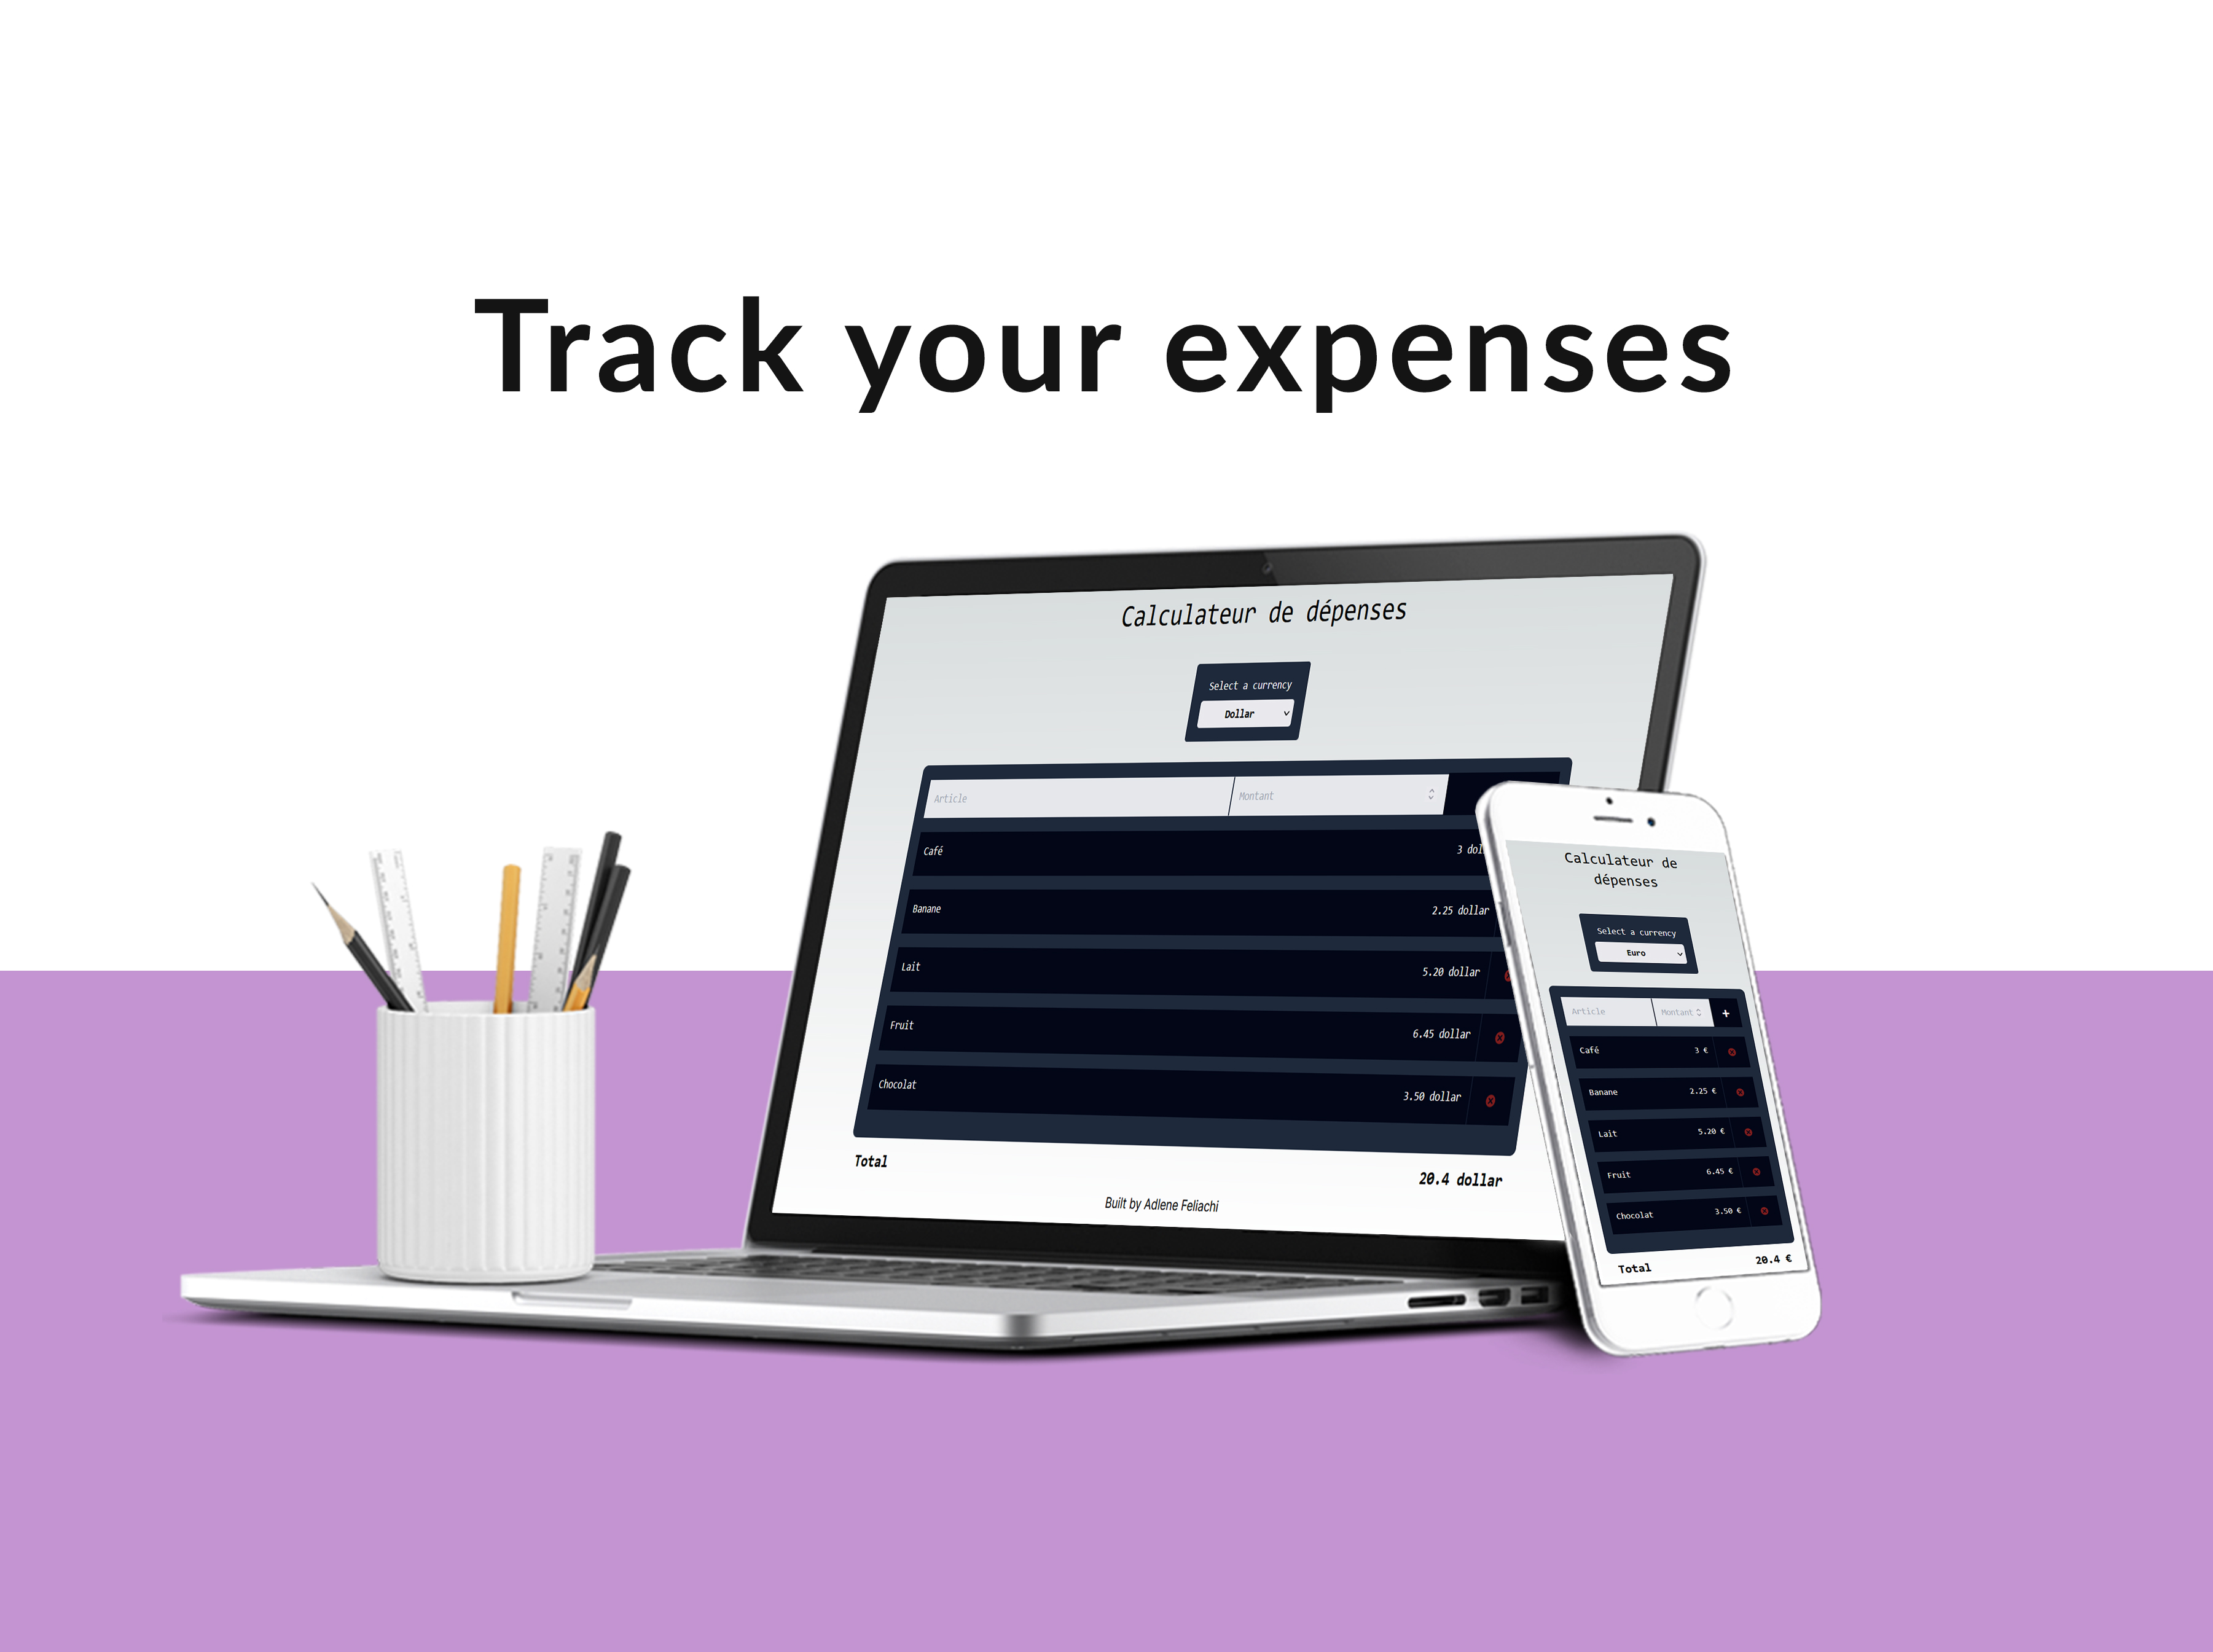 Track your expenses
Calculateur de dépenses
Select a currency
Dollar
Article Montant
Café 3
Banane 2.25 dollar
Lait 5.20 dollar
Fruit 6.45 dollar
Chocolat 3.50 dollar
Total 20.4 dollar
Built by Adlene Feliachi
Calculateur de
dépenses
Select a currency
Euro
Article Montant +
Café 3 €
Banane 2.25 €
Lait 5.20 €
Fruit 6.45 €
Chocolat 3.50 €
Total 20.4 €